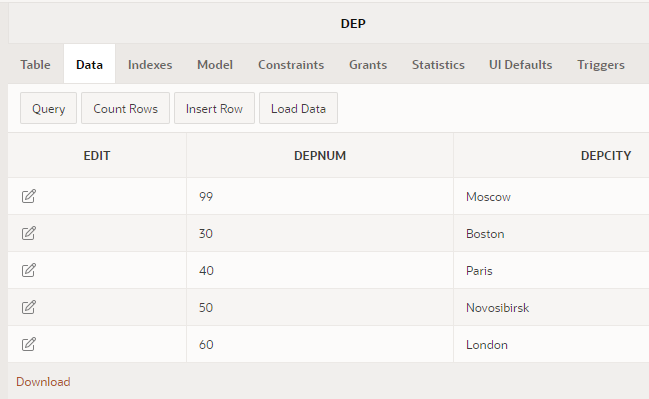 DEP
Table Data Indexes Model Constraints Grants Statistics UI Defaults Triggers
Query Count Rows Insert Row Load Data
EDIT DEPNUM DEPCITY
99 Moscow
30 Boston
40 Paris
50 Novosibirsk
60 London
Download